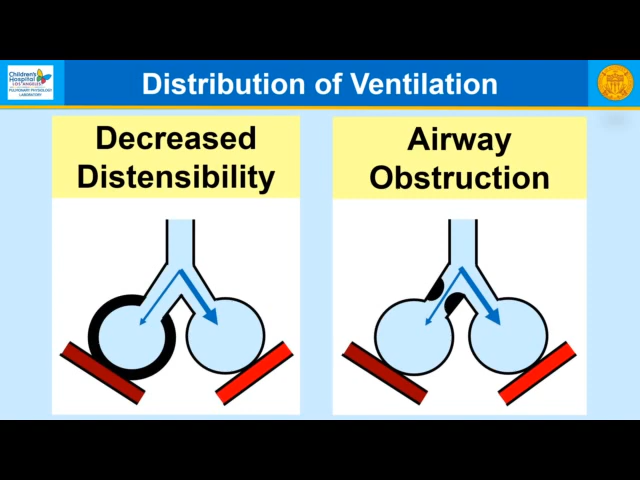 Children's
Hospital
LOS ANGELES
PULMONARY PHYSIOLOGY
LABORATORY
Distribution of Ventilation
Decreased
Distensibility
Airway
Obstruction